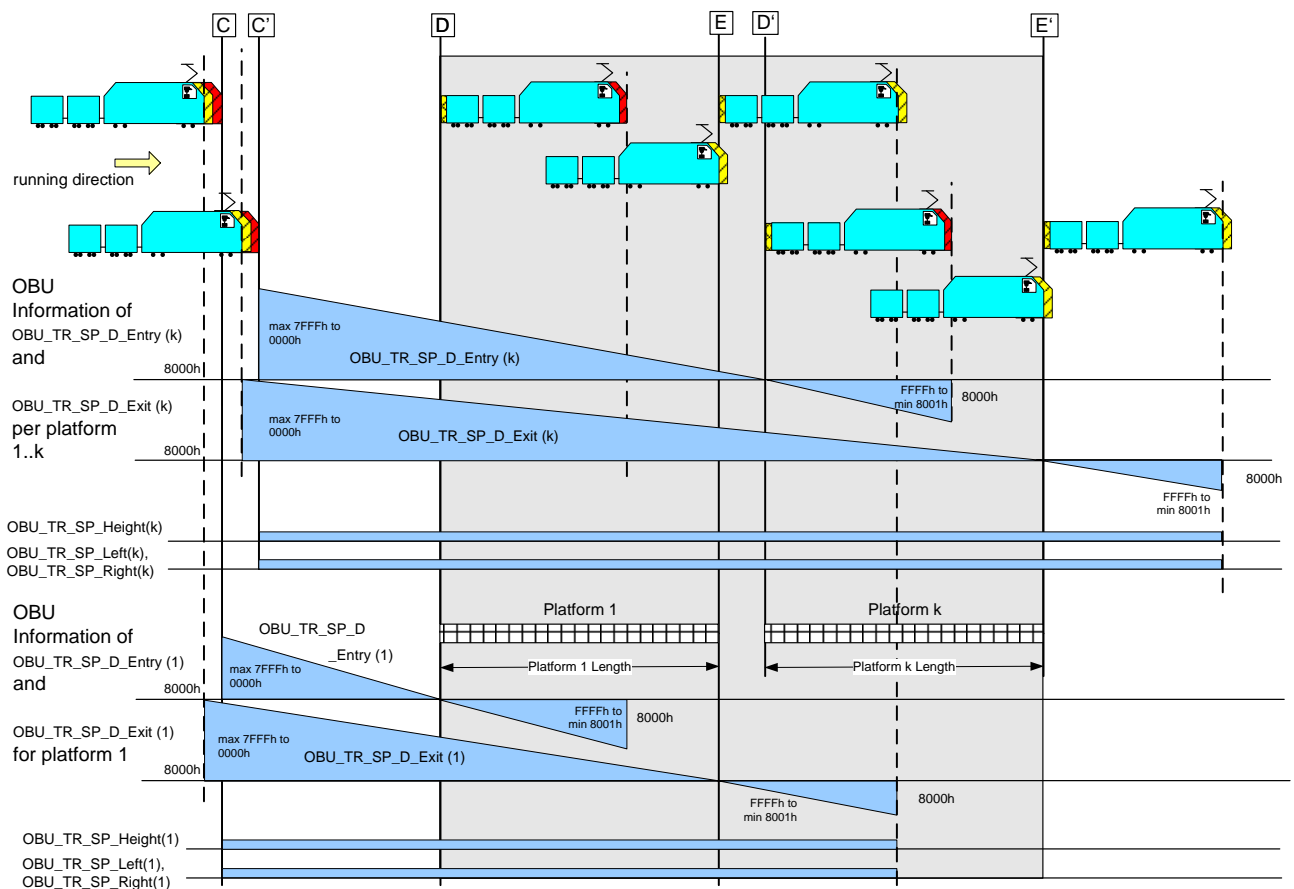 C
C'
D
E
D'
E'
running direction
OBU
Information of
OBU_TR_SP_D_Entry (k)
and
8000h
max 7FFFh to
0000h
OBU_TR_SP_D_Entry (k)
FFFFh to
min 8001h
8000h
OBU_TR_SP_D_Exit (k)
per platform
1..k
8000h
max 7FFFh to
0000h
OBU_TR_SP_D_Exit (k)
8000h
FFFFh to
min 8001h
OBU_TR_SP_Height(k)
OBU_TR_SP_Left(k),
OBU_TR_SP_Right(k)
OBU
Information of
OBU_TR_SP_D_Entry (1)
and
8000h
OBU_TR_SP_D
_Entry (1)
max 7FFFh to
0000h
Platform 1
Platform 1 Length
Platform k
Platform k Length
FFFFh to
min 8001h
8000h
OBU_TR_SP_D_Exit (1)
for platform 1
8000h
max 7FFFh to
0000h
OBU_TR_SP_D_Exit (1)
FFFFh to
min 8001h
8000h
OBU_TR_SP_Height(1)
OBU_TR_SP_Left(1),
OBU_TR_SP_Right(1)